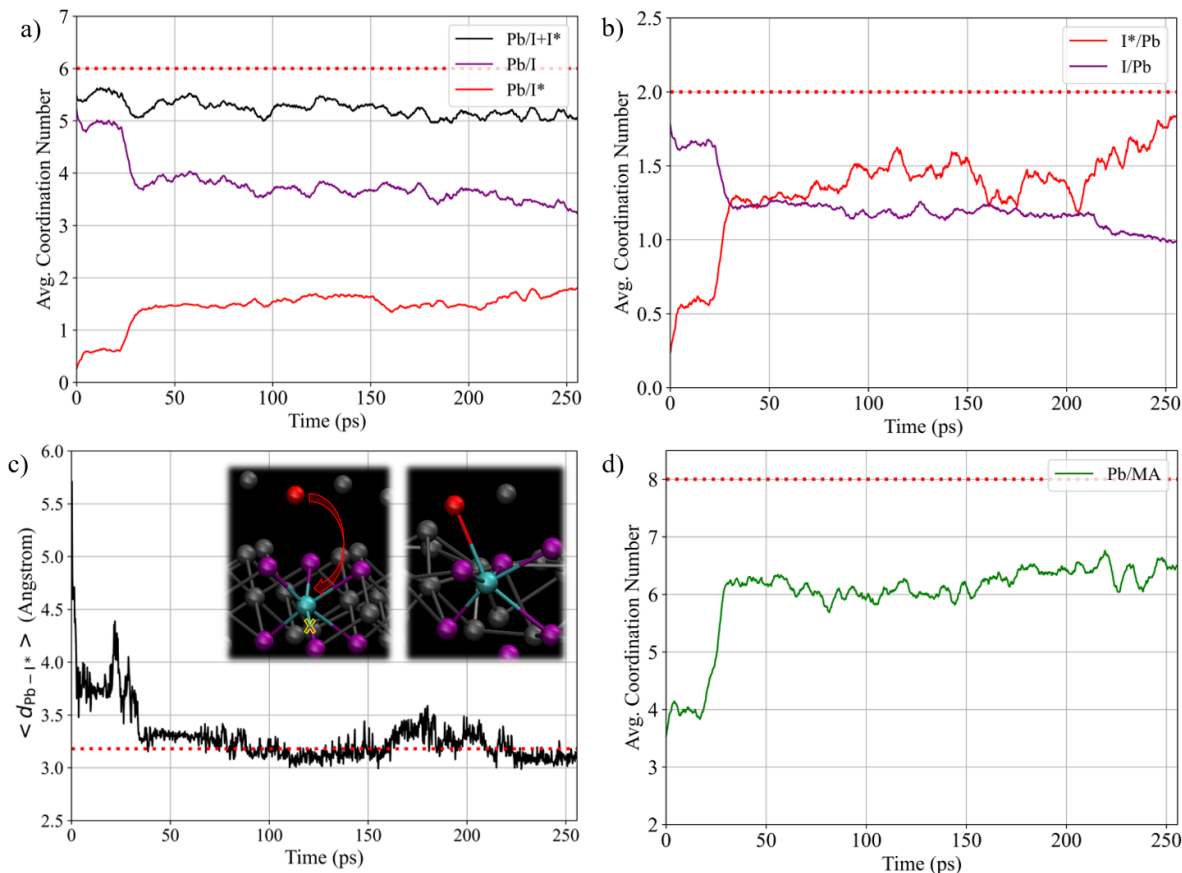 a)
7
6
5
4
3
2
1
0
Avg. Coordination Number
Pb/I+I*
Pb/I
Pb/I*
0 50 100 150 200 250
Time (ps)
b)
2.5
2.0
1.5
1.0
0.5
0.0
Avg. Coordination Number
I*/Pb
I/Pb
0 50 100 150 200 250
Time (ps)
c)
6.0
5.5
5.0
4.5
4.0
3.5
3.0
2.5
< d Pb − I* > (Angstrom)
X
0 50 100 150 200 250
Time (ps)
d)
8
7
6
5
4
3
2
Avg. Coordination Number
Pb/MA
0 50 100 150 200 250
Time (ps)